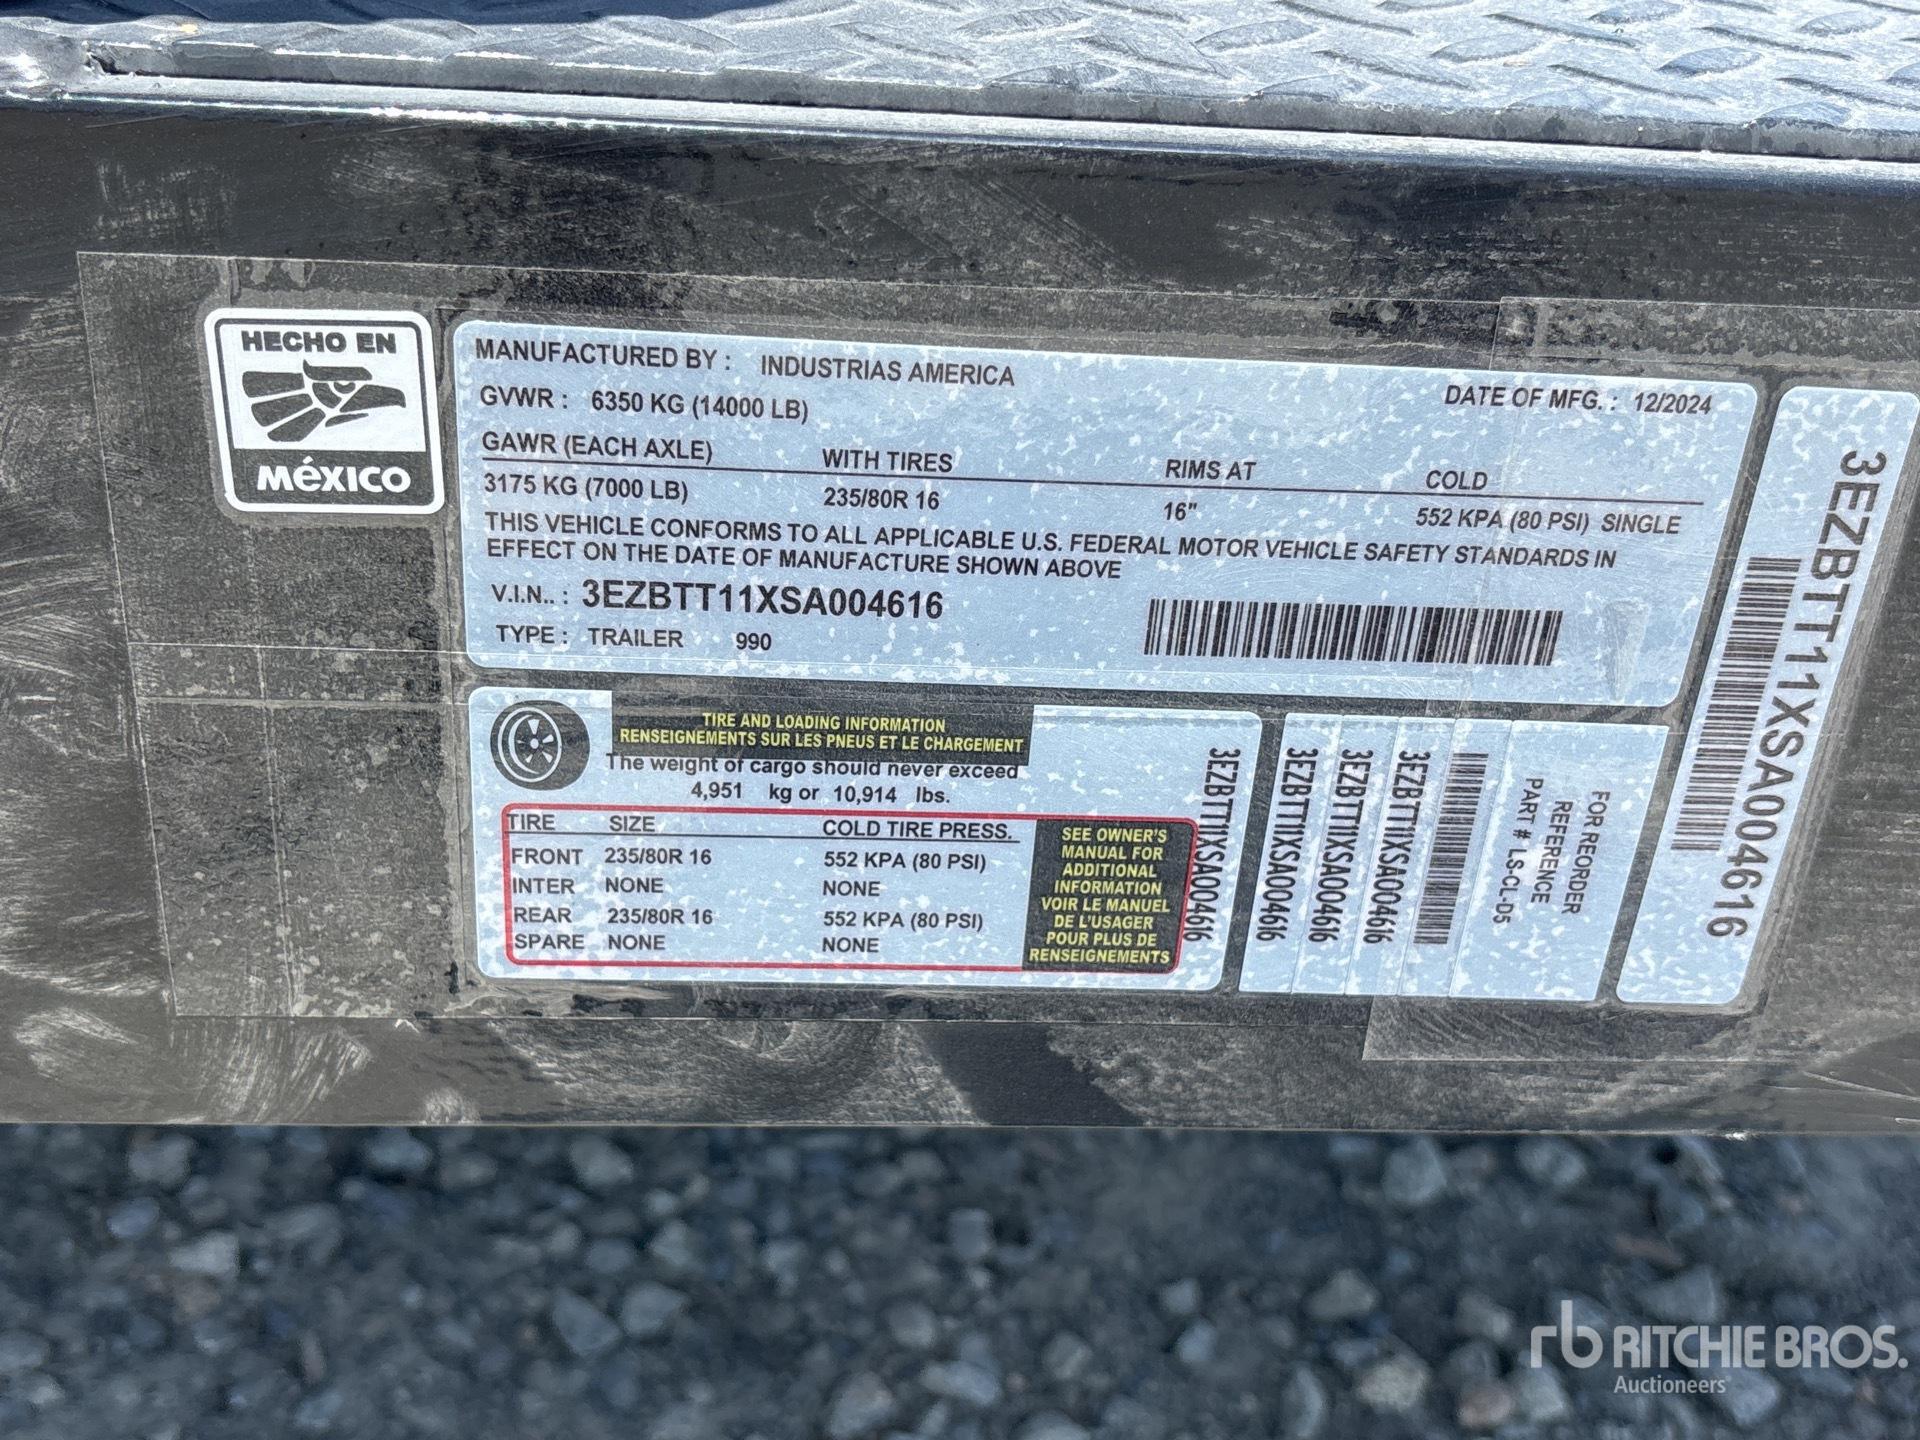 HECHO EN
MéXICO
MANUFACTURED BY : INDUSTRIAS AMERICA
DATE OF MFG. : 12/2024
GVWR : 6350 KG (14000 LB)
GAWR (EACH AXLE) WITH TIRES RIMS AT COLD
3175 KG (7000 LB) 235/80R 16 16" 552 KPA (80 PSI) SINGLE
THIS VEHICLE CONFORMS TO ALL APPLICABLE U.S. FEDERAL MOTOR VEHICLE SAFETY STANDARDS IN
EFFECT ON THE DATE OF MANUFACTURE SHOWN ABOVE
V.I.N.. : 3EZBTT11XSA004616
TYPE : TRAILER 990
TIRE AND LOADING INFORMATION
RENSEIGNEMENTS SUR LES PNEUS ET LE CHARGEMENT
The weight of cargo should never exceed
4,951 kg or 10,914 lbs.
TIRE SIZE COLD TIRE PRESS.
FRONT 235/80R 16 552 KPA (80 PSI)
INTER NONE NONE
REAR 235/80R 16 552 KPA (80 PSI)
SPARE NONE NONE
SEE OWNER'S
MANUAL FOR
ADDITIONAL
INFORMATION
VOIR LE MANUEL
DE L'USAGER
POUR PLUS DE
RENSEIGNEMENTS
3EZBTT11XSA004616
3EZBTT11XSA004616
3EZBTT11XSA004616
3EZBTT11XSA004616
FOR REORDER
REFERENCE
PART # LS-CL-D5
3EZBTT11XSA004616
rb RITCHIE BROS.
Auctioneers